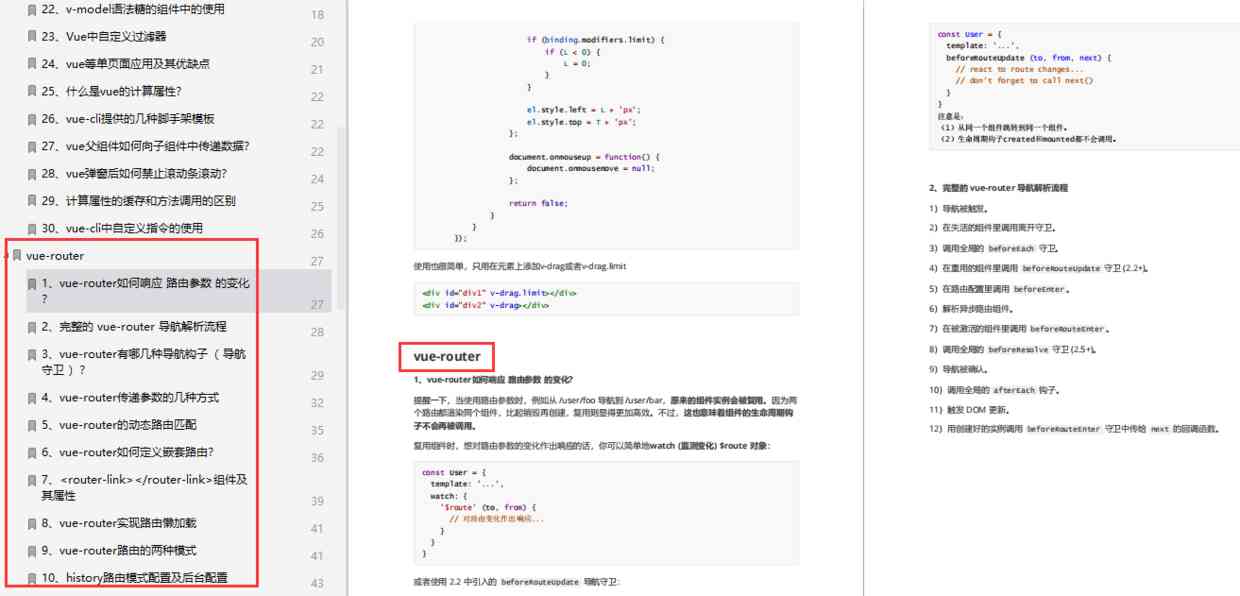 22、v-model语法糖的组件中的使用
18
23、Vue中自定义过滤器
20
24、vue等单页面应用及其优缺点
21
25、什么是vue的计算属性?
22
26、vue-cli提供的几种脚手架模板
22
27、vue父组件如何向子组件中传递数据?
22
28、vue弹窗后如何禁止滚动条滚动?
24
29、计算属性的缓存和方法调用的区别
25
30、vue-cli中自定义指令的使用
26
vue-router
27
1、vue-router如何响应 路由参数 的变化
?
27
2、完整的 vue-router 导航解析流程
28
3、vue-router有哪几种导航钩子（ 导航
守卫 ）?
29
4、vue-router传递参数的几种方式
32
5、vue-router的动态路由匹配
35
6、vue-router如何定义嵌套路由?
36
7、<router-link></router-link>组件及
其属性
39
8、vue-router实现路由懒加载
41
9、vue-router路由的两种模式
41
10、history路由模式配置及后台配置
43
if (binding.modifiers.limit) {
if (L < 0) {
L = 0;
}
}
el.style.left = L + 'px';
el.style.top = T + 'px';
};
document.onmouseup = function() {
document.onmousemove = null;
};
return false;
}
}
});
使用也很简单，只用在元素上添加v-drag或者v-drag.limit
<div id="div1" v-drag.limit></div>
<div id="div2" v-drag></div>
vue-router
1、vue-router如何响应 路由参数 的变化?
提醒一下，当使用路由参数时，例如从 /user/foo 导航到 /user/bar，原来的组件实例会被复用。因为两
个路由都渲染同个组件，比起销毁再创建，复用则显得更加高效。不过，这也意味着组件的生命周期钩
子不会再被调用。
复用组件时，想对路由参数的变化作出响应的话，你可以简单地watch (监测变化) $route 对象：
const User = {
template: '...',
watch: {
'$route' (to, from) {
// 对路由变化作出响应...
}
}
}
或者使用 2.2 中引入的 beforeRouteUpdate 导航守卫：
const User = {
template: '...',
beforeRouteUpdate (to, from, next) {
// react to route changes...
// don't forget to call next()
}
}
注意是：
（1）从同一个组件跳转到同一个组件。
（2）生命周期钩子created和mounted都不会调用。
2、完整的 vue-router 导航解析流程
1）导航被触发。
2）在失活的组件里调用离开守卫。
3）调用全局的 beforeEach 守卫。
4）在重用的组件里调用 beforeRouteUpdate 守卫 (2.2+)。
5）在路由配置里调用 beforeEnter 。
6）解析异步路由组件。
7）在被激活的组件里调用 beforeRouteEnter 。
8）调用全局的 beforeResolve 守卫 (2.5+)。
9）导航被确认。
10）调用全局的 afterEach 钩子。
11）触发 DOM 更新。
12）用创建好的实例调用 beforeRouteEnter 守卫中传给 next 的回调函数。